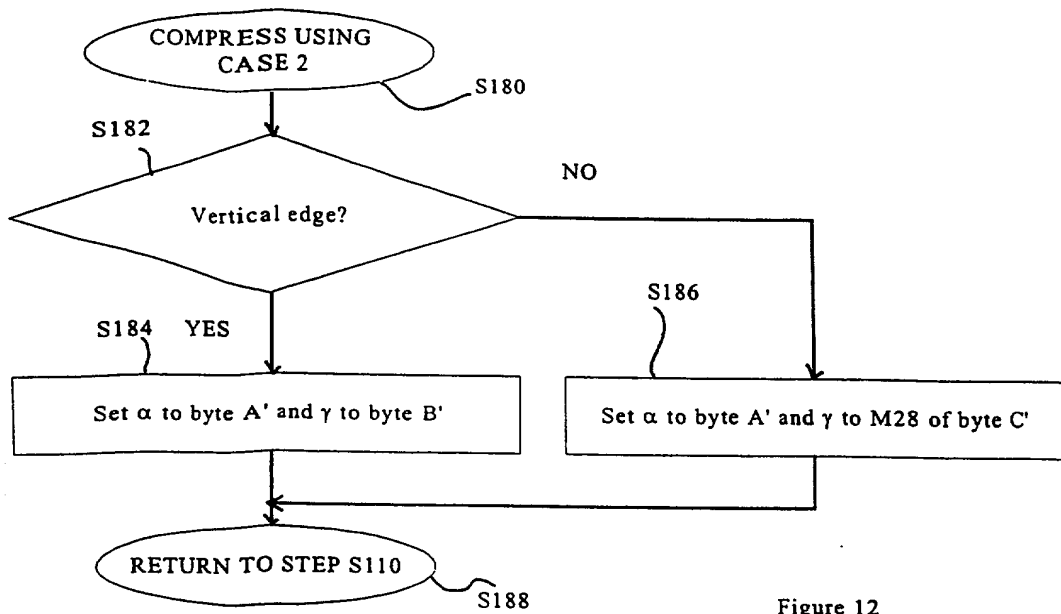 COMPRESS USING
CASE 2
S180
S182
NO
Vertical edge?
S186
S184 YES
Set α to byte A' and γ to byte B'
Set α to byte A' and γ to M28 of byte C'
RETURN TO STEP S110
S188
Figure 12